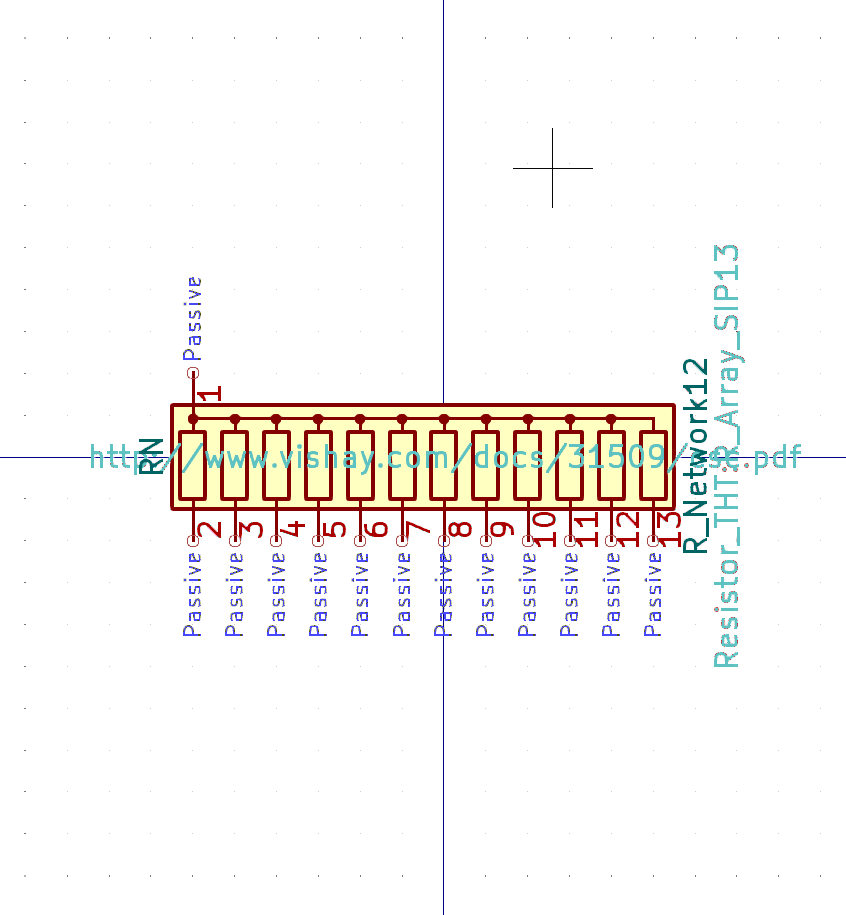 Passive
1
RN
http://www.vishay.com/docs/31509/csc.pdf
R_Network12
Resistor_THT:R_Array_SIP13
2 3 4 5 6 7 8 9 10 11 12 13
Passive Passive Passive Passive Passive Passive Passive Passive Passive Passive Passive Passive